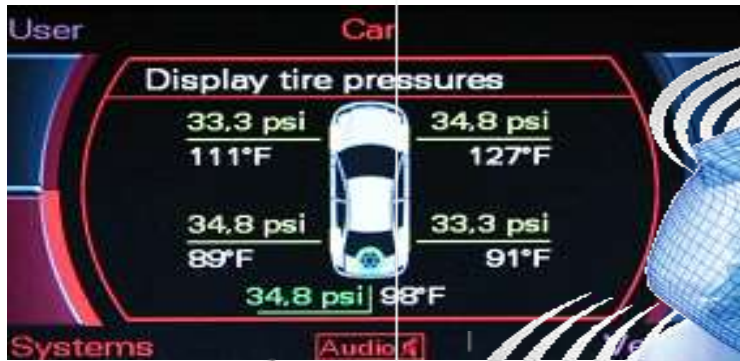 User Car
Display tire pressures
33,3 psi 34,8 psi
111°F 127°F
34,8 psi 33,3 psi
89°F 91°F
34,8 psi 98°F
Systems Audio